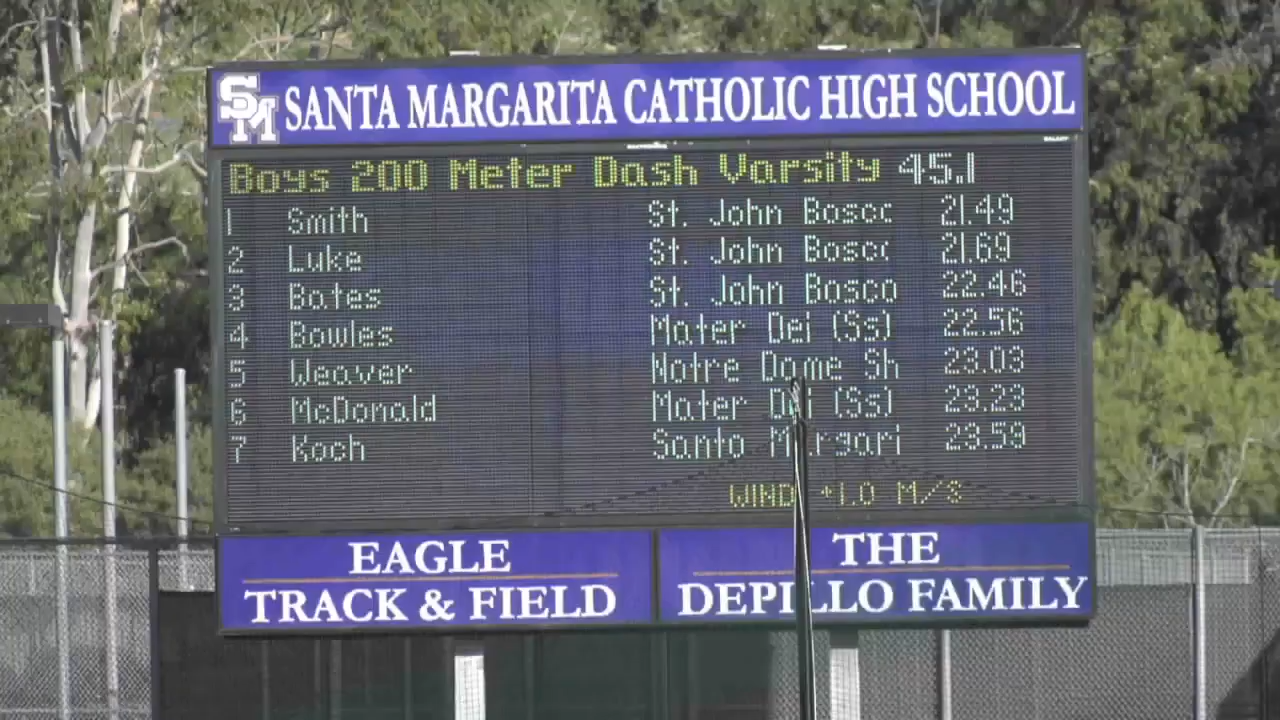 SM SANTA MARGARITA CATHOLIC HIGH SCHOOL
Boys 200 Meter Dash Varsity 45.1
1 Smith St. John Bosco 21.49
2 Luke St. John Bosco 21.69
3 Bates St. John Bosco 22.46
4 Bowles Mater Dei (Ss) 22.56
5 Weaver Notre Dame Sh 23.03
6 McDonald Mater Dei (Ss) 23.23
7 Koch Santa Margari 23.59
WIND +1.0 M/S
EAGLE
TRACK & FIELD
THE
DEPILLO FAMILY